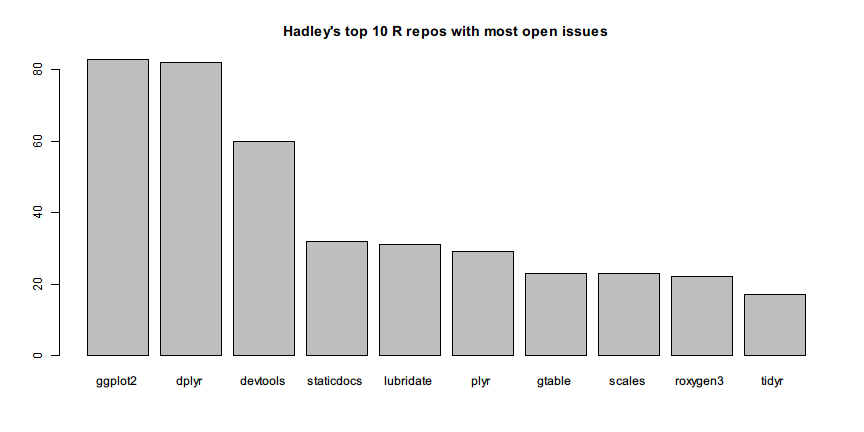 Hadley's top 10 R repos with most open issues
80
60
40
20
0
ggplot2 dplyr devtools staticdocs lubridate plyr gtable scales roxygen3 tidyr